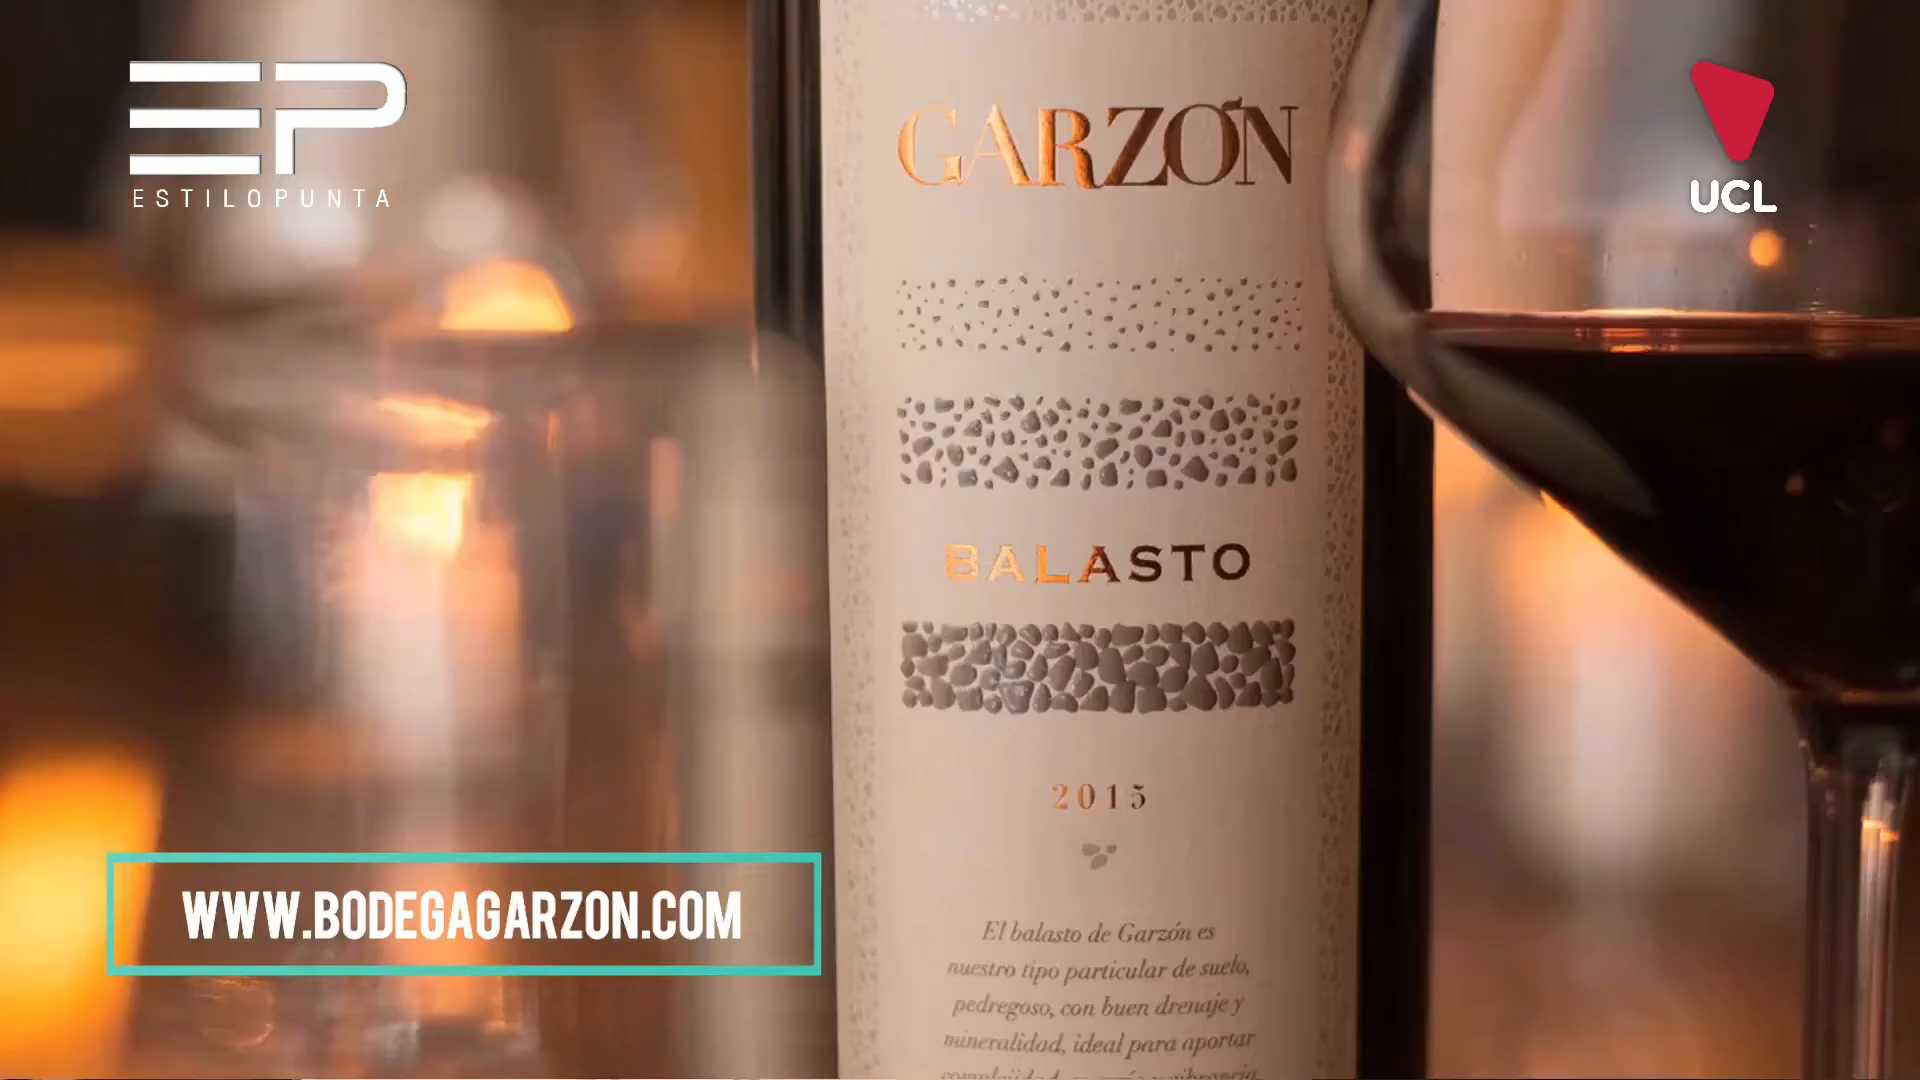 EP
ESTILOPUNTA
UCL
GARZÓN
BALASTO
2015
El balasto de Garzón es
nuestro tipo particular de suelo,
pedregoso, con buen drenaje y
mineralidad, ideal para aportar
WWW.BODEGAGARZON.COM